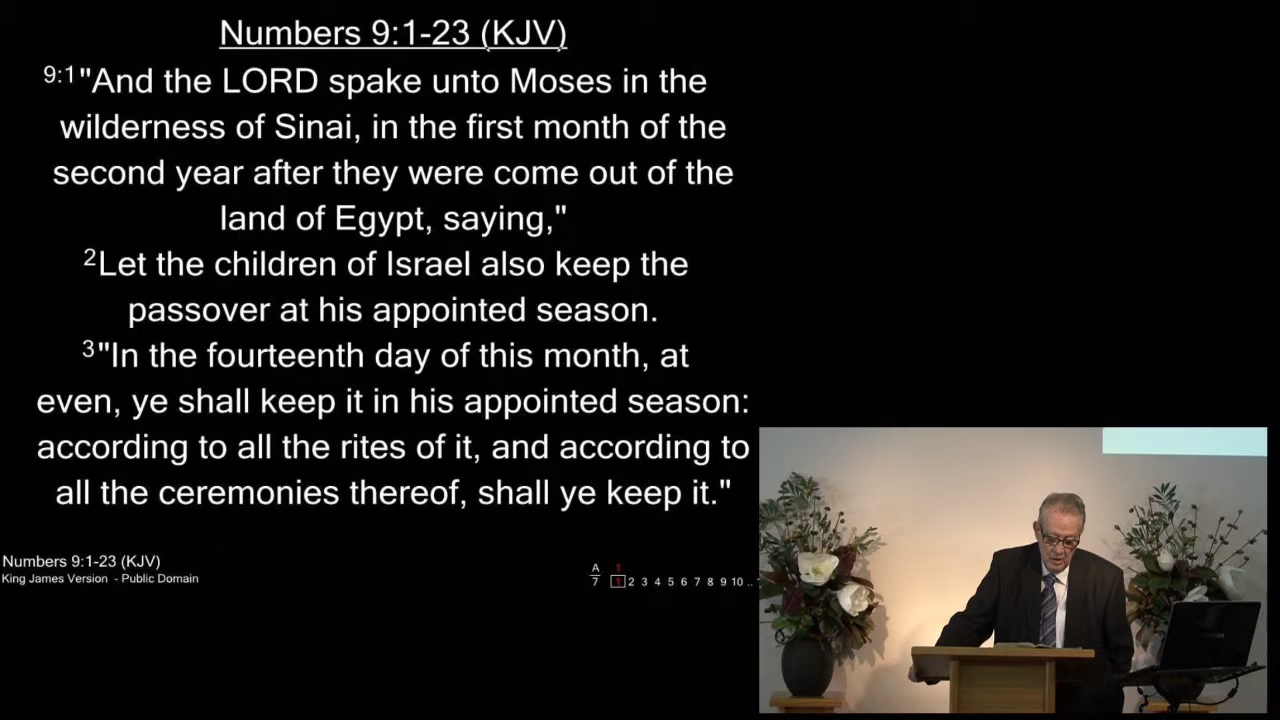 Numbers 9:1-23 (KJV)
9:1"And the LORD spake unto Moses in the
wilderness of Sinai, in the first month of the
second year after they were come out of the
land of Egypt, saying,"
2Let the children of Israel also keep the
passover at his appointed season.
3"In the fourteenth day of this month, at
even, ye shall keep it in his appointed season:
according to all the rites of it, and according to
all the ceremonies thereof, shall ye keep it."
Numbers 9:1-23 (KJV)
King James Version - Public Domain
A
7
1 2 3 4 5 6 7 8 9 10 ..